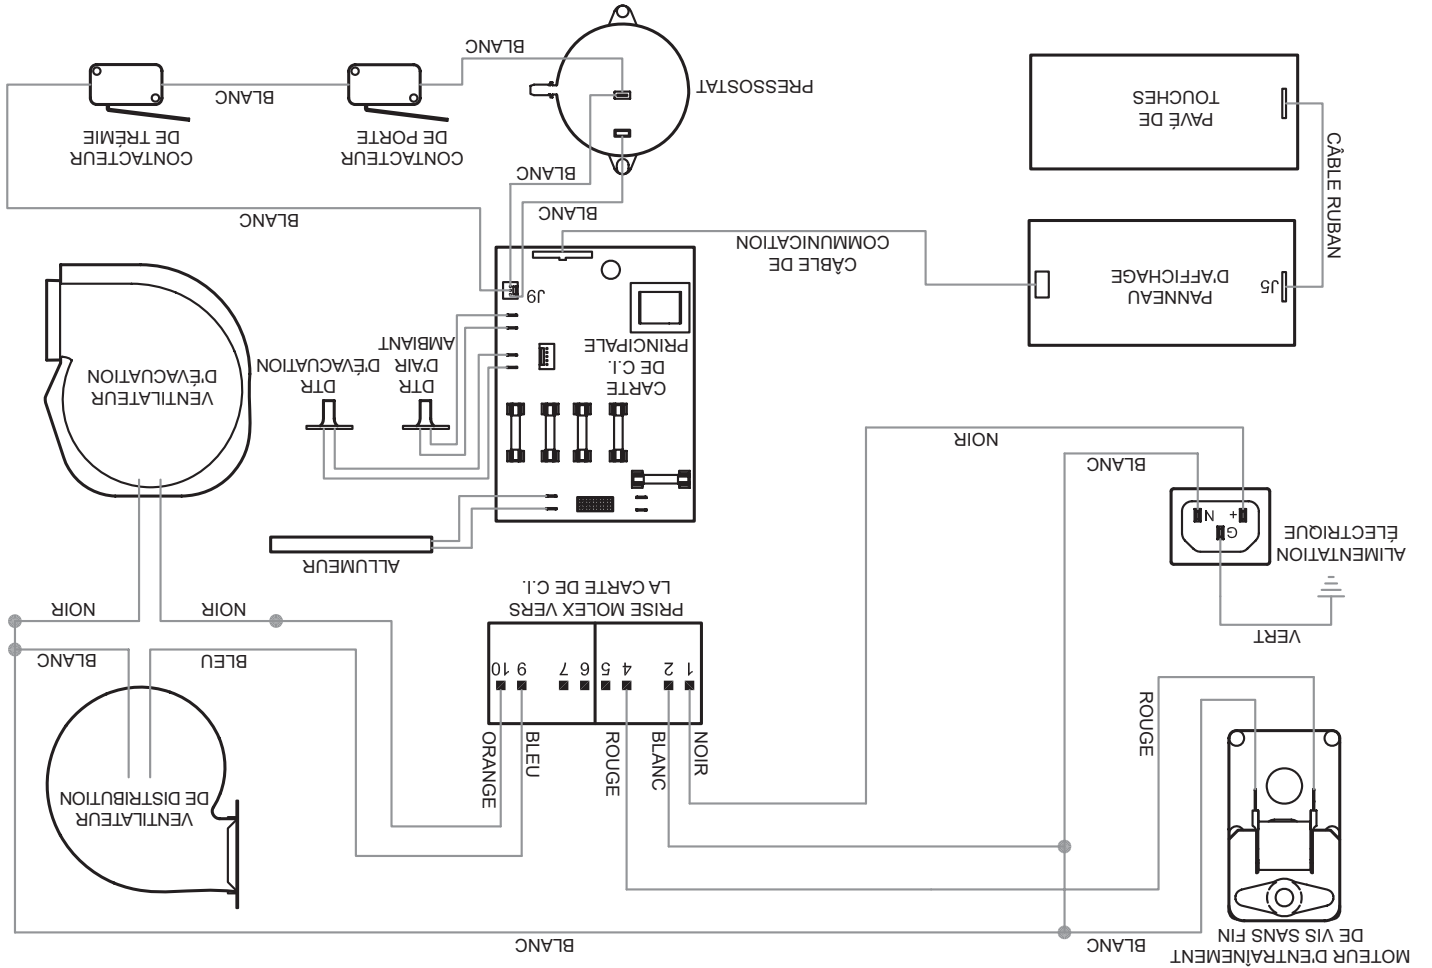 MOTEUR D'ENTRAÎNEMENT
DE VIS SANS FIN
BLANC
BLANC
ROUGE
VENTILATEUR
DE DISTRIBUTION
NOIR
BLANC
ROUGE
BLEU
ORANGE
1
2
4
5
6
7
9
10
PRISE MOLEX VERS
LA CARTE DE C.I.
BLEU
BLANC
NOIR
NOIR
VERT
ALIMENTATION
ÉLECTRIQUE
G
+
N
BLANC
NOIR
ALLUMEUR
CARTE
DE C.I.
PRINCIPALE
J9
DTR
D'AIR
AMBIANT
DTR
D'ÉVACUATION
VENTILATEUR
D'ÉVACUATION
PANNEAU
D'AFFICHAGE
J5
CÂBLE DE
COMMUNICATION
CÂBLE RUBAN
BLANC
BLANC
BLANC
PAVÉ DE
TOUCHES
PRESSOSTAT
CONTACTEUR
DE PORTE
CONTACTEUR
DE TRÉMIE
BLANC
BLANC